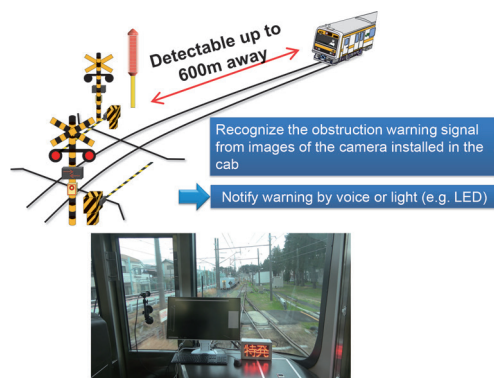 Detectable up to
600m away
Recognize the obstruction warning signal
from images of the camera installed in the
cab
Notify warning by voice or light (e.g. LED)
特発